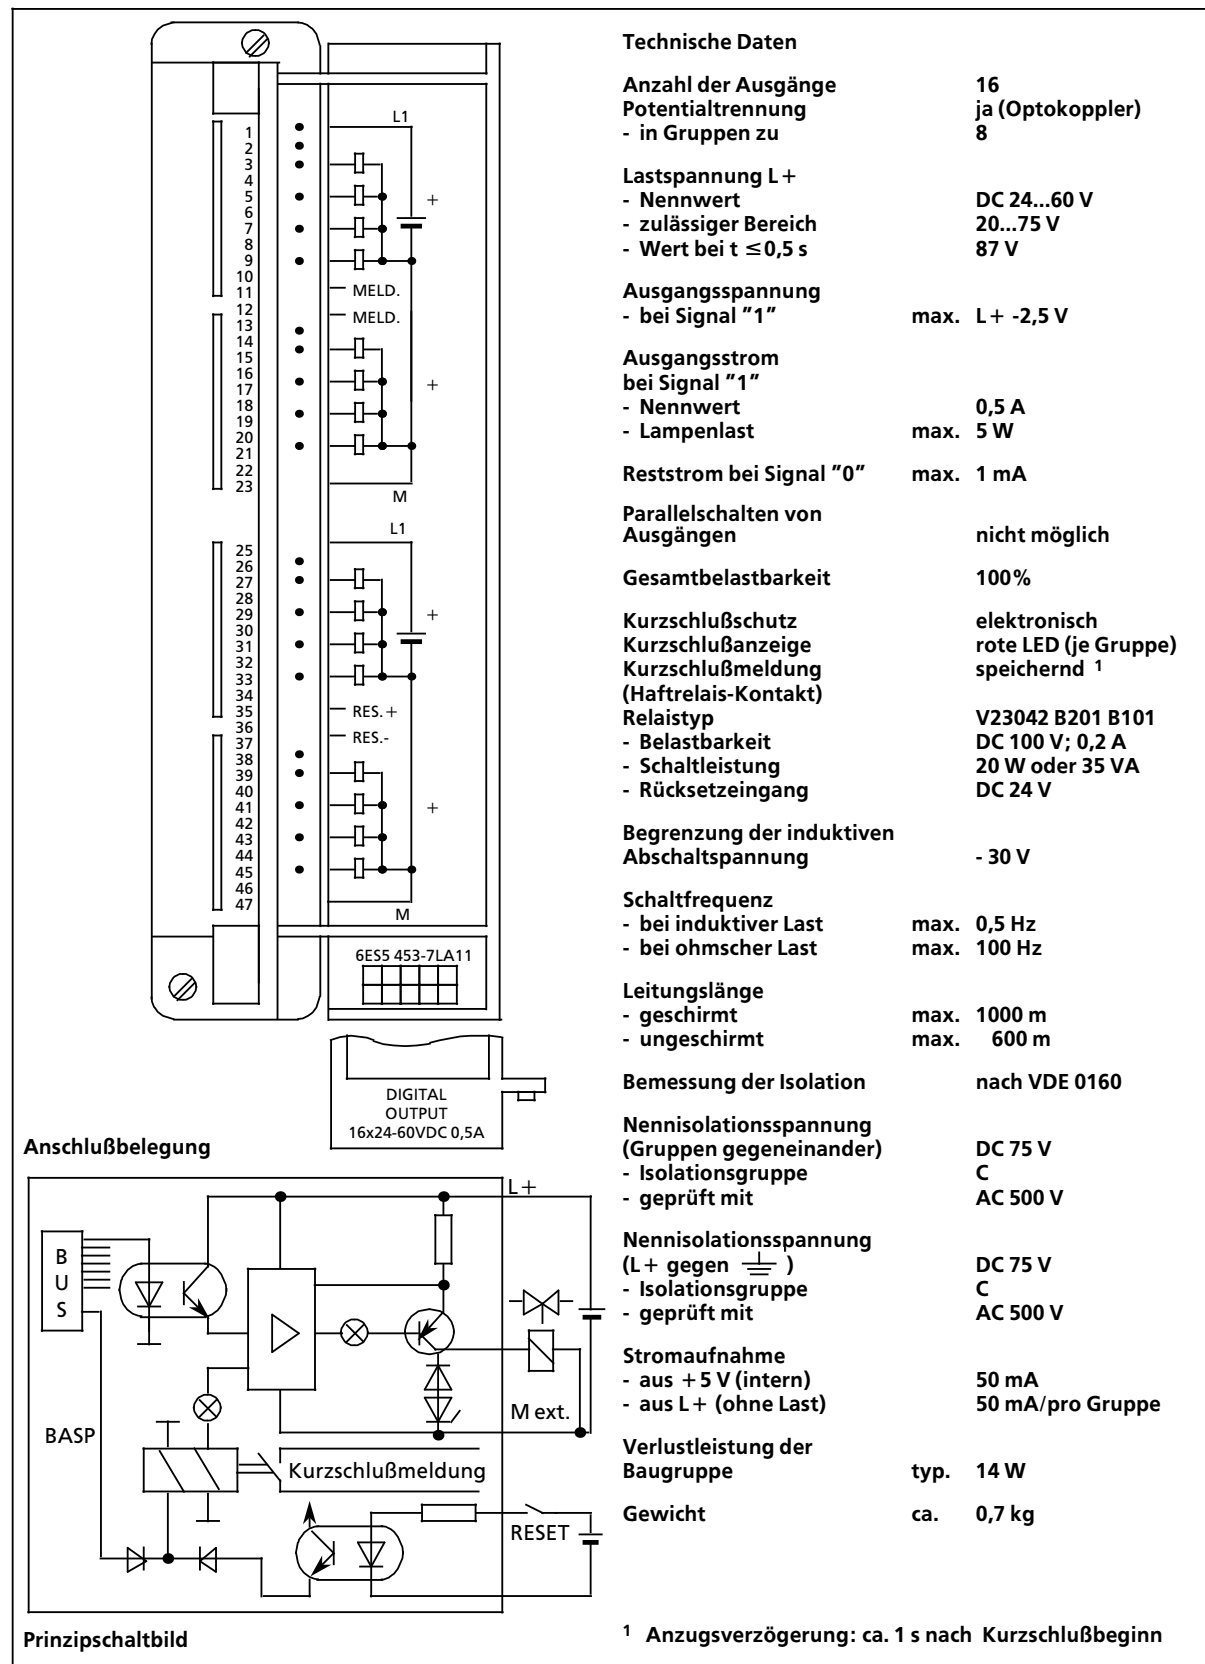 1
2
3
4
5
6
7
8
9
10
11
12
13
14
15
16
17
18
19
20
21
22
23
25
26
27
28
29
30
31
32
33
34
35
36
37
38
39
40
41
42
43
44
45
46
47
L1
+
MELD.
MELD.
+
M
L1
+
RES.+
RES.-
+
M
6ES5 453-7LA11
DIGITAL
OUTPUT
16x24-60VDC 0,5A
Anschlußbelegung
L+
B
U
S
M ext.
BASP
Kurzschlußmeldung
RESET
Prinzipschaltbild
Technische Daten
Anzahl der Ausgänge 16
Potentialtrennung ja (Optokoppler)
- in Gruppen zu 8
Lastspannung L+
- Nennwert DC 24...60 V
- zulässiger Bereich 20...75 V
- Wert bei t ≤0,5 s 87 V
Ausgangsspannung
- bei Signal "1" max. L+ -2,5 V
Ausgangsstrom
bei Signal "1"
- Nennwert 0,5 A
- Lampenlast max. 5 W
Reststrom bei Signal "0" max. 1 mA
Parallelschalten von
Ausgängen nicht möglich
Gesamtbelastbarkeit 100%
Kurzschlußschutz elektronisch
Kurzschlußanzeige rote LED (je Gruppe)
Kurzschlußmeldung speichernd 1
(Haftrelais-Kontakt)
Relaistyp V23042 B201 B101
- Belastbarkeit DC 100 V; 0,2 A
- Schaltleistung 20 W oder 35 VA
- Rücksetzeingang DC 24 V
Begrenzung der induktiven
Abschaltspannung - 30 V
Schaltfrequenz
- bei induktiver Last max. 0,5 Hz
- bei ohmscher Last max. 100 Hz
Leitungslänge
- geschirmt max. 1000 m
- ungeschirmt max. 600 m
Bemessung der Isolation nach VDE 0160
Nennisolationsspannung
(Gruppen gegeneinander) DC 75 V
- Isolationsgruppe C
- geprüft mit AC 500 V
Nennisolationsspannung
(L+ gegen ) DC 75 V
- Isolationsgruppe C
- geprüft mit AC 500 V
Stromaufnahme
- aus +5 V (intern) 50 mA
- aus L+ (ohne Last) 50 mA/pro Gruppe
Verlustleistung der
Baugruppe typ. 14 W
Gewicht ca. 0,7 kg
1 Anzugsverzögerung: ca. 1 s nach Kurzschlußbeginn